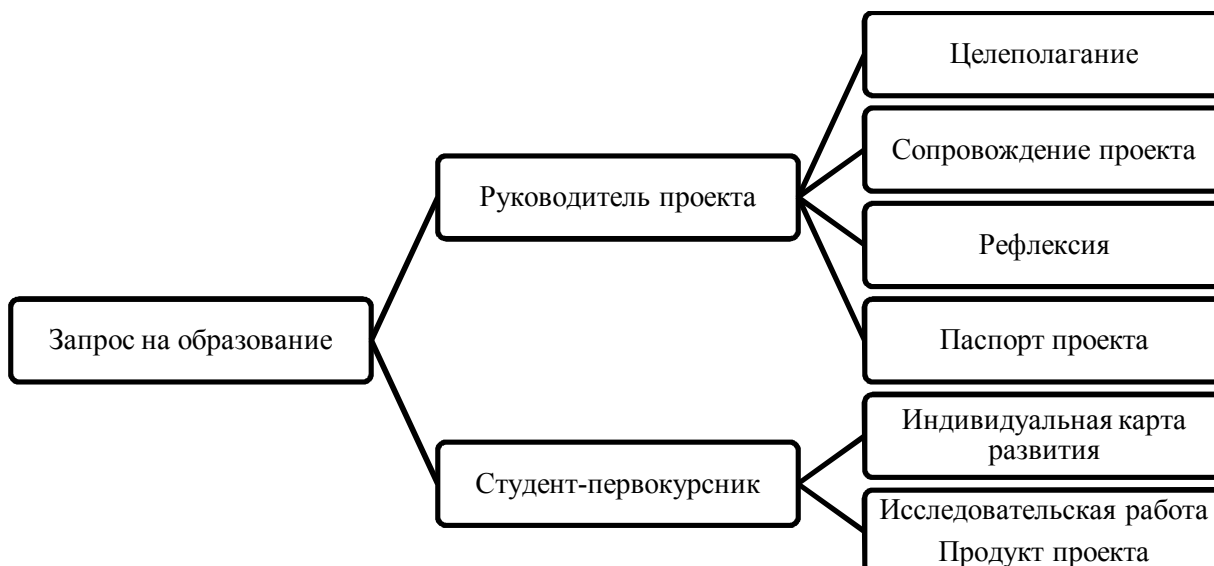 Целеполагание
Сопровождение проекта
Руководитель проекта
Рефлексия
Запрос на образование
Паспорт проекта
Индивидуальная карта
развития
Студент-первокурсник
Исследовательская работа
Продукт проекта